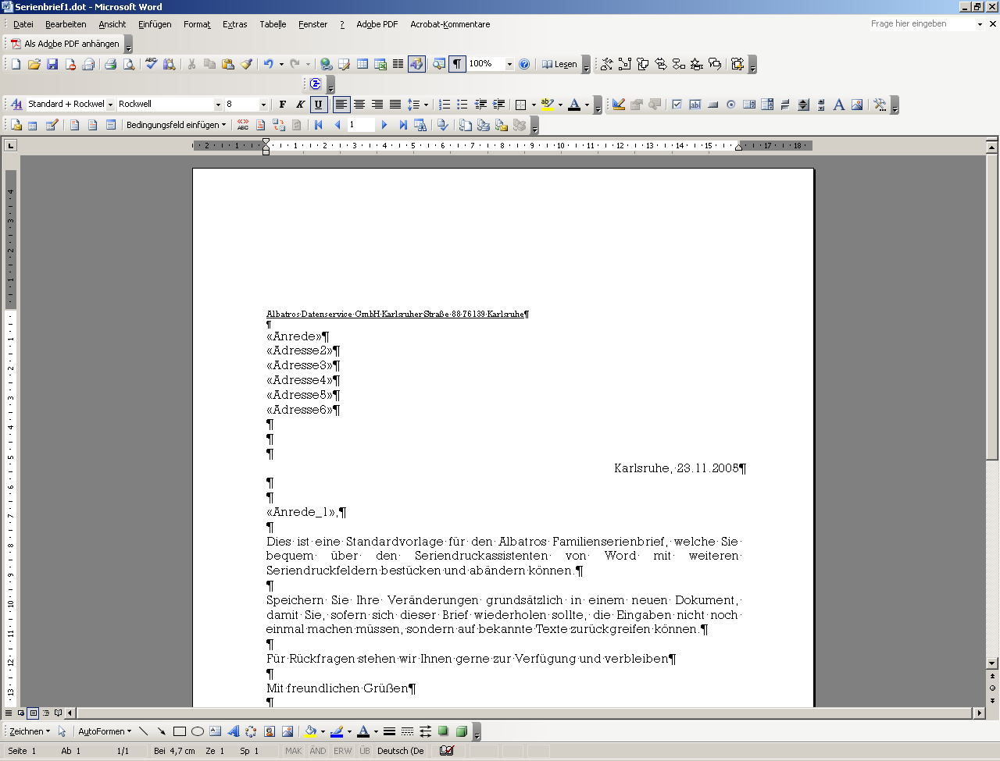 Serienbrief1.dot - Microsoft Word
Datei Bearbeiten Ansicht Einfügen Format Extras Tabelle Fenster ? Adobe PDF Acrobat-Kommentare Frage hier eingeben
Als Adobe PDF anhängen
100% Lesen
Standard + Rockwel Rockwell 8 F K U
Bedingungsfeld einfügen 1
2 1 1 2 3 4 5 6 7 8 9 10 11 12 13 14 15 17 18
Albatros Datenservice GmbH Karlsruher Straße 88 76139 Karlsruhe¶
¶
«Anrede»¶
«Adresse2»¶
«Adresse3»¶
«Adresse4»¶
«Adresse5»¶
«Adresse6»¶
¶
¶
¶
Karlsruhe, 23.11.2005¶
¶
¶
«Anrede_1»,¶
¶
Dies ist eine Standardvorlage für den Albatros Familienserienbrief, welche Sie
bequem über den Seriendruckassistenten von Word mit weiteren
Seriendruckfeldern bestücken und abändern können.¶
¶
Speichern Sie Ihre Veränderungen grundsätzlich in einem neuen Dokument,
damit Sie, sofern sich dieser Brief wiederholen sollte, die Eingaben nicht noch
einmal machen müssen, sondern auf bekannte Texte zurückgreifen können.¶
¶
Für Rückfragen stehen wir Ihnen gerne zur Verfügung und verbleiben¶
¶
Mit freundlichen Grüßen¶
¶
Zeichnen AutoFormen
Seite 1 Ab 1 1/1 Bei 4,7 cm Ze 1 Sp 1 MAK ÄND ERW ÜB Deutsch (De